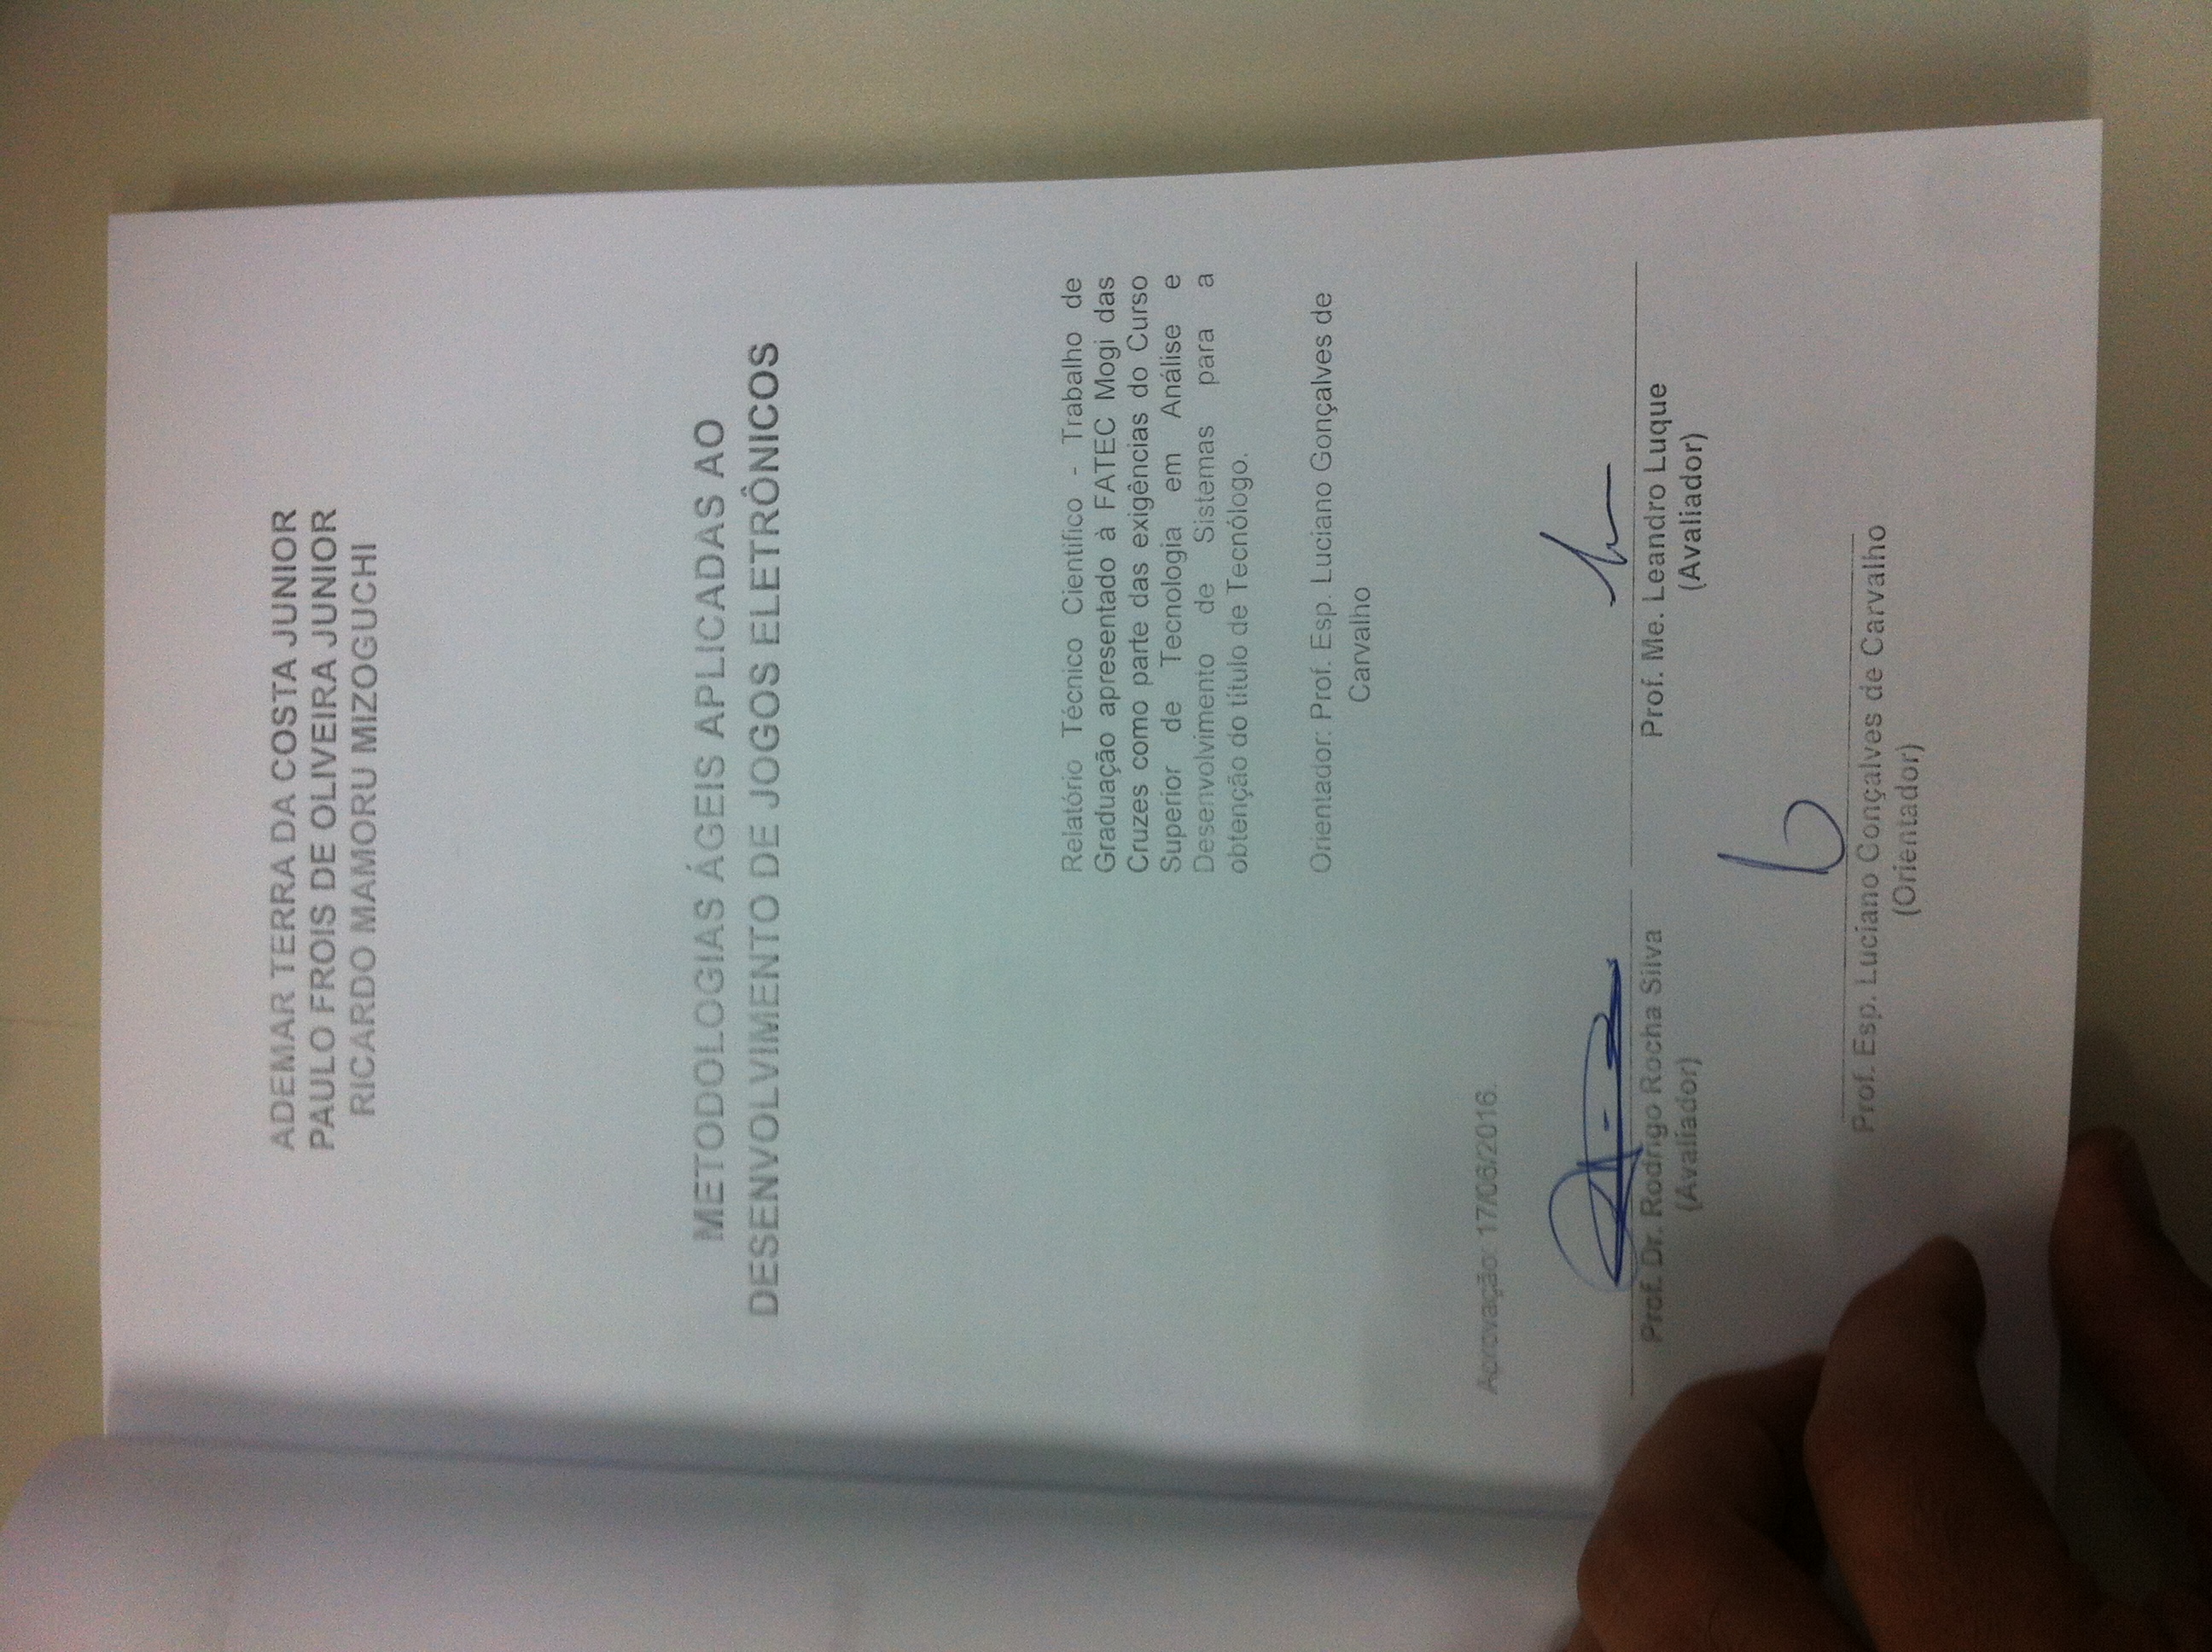 ADEMAR TERRA DA COSTA JUNIOR
PAULO FROIS DE OLIVEIRA JUNIOR
RICARDO MAMORU MIZOGUCHI
METODOLOGIAS ÁGEIS APLICADAS AO
DESENVOLVIMENTO DE JOGOS ELETRÔNICOS
Relatório Técnico Cientifico - Trabalho de
Graduação apresentado à FATEC Mogi das
Cruzes como parte das exigências do Curso
Superior de Tecnologia em Análise e
Desenvolvimento de Sistemas para a
obtenção do título de Tecnólogo.
Orientador: Prof. Esp. Luciano Gonçalves de
Carvalho
Aprovação: 17/06/2016.
Prof. Dr. Rodrigo Rocha Silva
(Avaliador)
Prof. Me. Leandro Luque
(Avaliador)
Prof. Esp. Luciano Gonçalves de Carvalho
(Orientador)